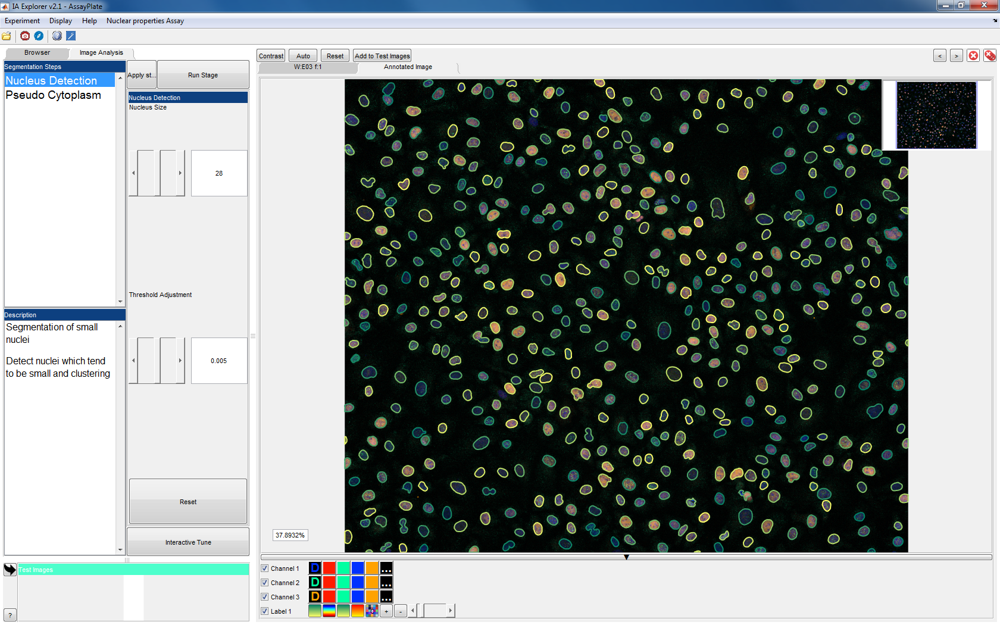 IA Explorer v2.1 - AssayPlate
Experiment Display Help Nuclear properties Assay
Browser Image Analysis
Segmentation Steps
Nucleus Detection
Pseudo Cytoplasm
Apply st... Run Stage
Nucleus Detection
Nucleus Size
28
Threshold Adjustment
0.005
Reset
Interactive Tune
Description
Segmentation of small
nuclei
Detect nuclei which tend
to be small and clustering
Test Images
?
Contrast Auto Reset Add to Test Images
< >
W:E03 f:1 Annotated Image
37.8932%
Channel 1 D ...
Channel 2 D ...
Channel 3 D ...
Label 1 + -